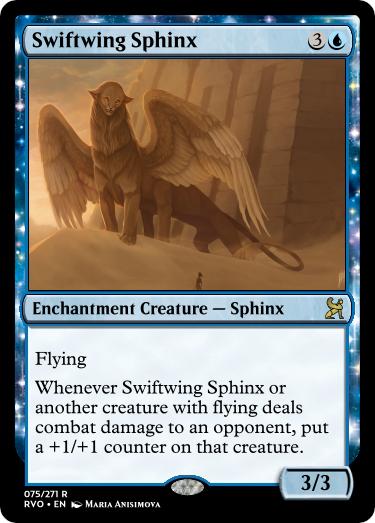 Swiftwing Sphinx 3
Enchantment Creature — Sphinx
Flying
Whenever Swiftwing Sphinx or
another creature with flying deals
combat damage to an opponent, put
a +1/+1 counter on that creature.
3/3
075/271 R
RVO • EN Maria Anisimova